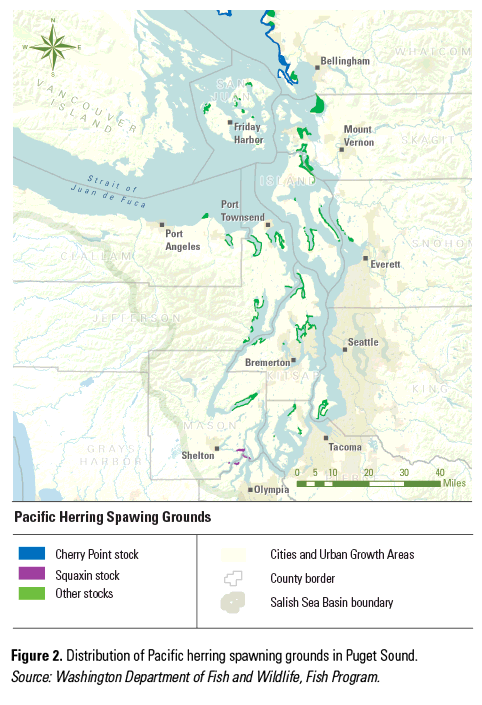 N
W E
S
Bellingham
WHATCOM
SAN
JUAN
VANCOUVER
ISLAND
Friday
Harbor
Mount
Vernon
SKAGIT
ISLAND
Strait of
Juan de Fuca
Port
Townsend
Port
Angeles
CLALLAM
SNOHOM
Everett
JEFFERSON
Seattle
Bremerton
KITSAP
KING
MASON
GRAYS
HARBOR
Shelton
Tacoma
Olympia
0 5 10 20 30 40
Miles
Pacific Herring Spawing Grounds
Cherry Point stock
Squaxin stock
Other stocks
Cities and Urban Growth Areas
County border
Salish Sea Basin boundary
Figure 2. Distribution of Pacific herring spawning grounds in Puget Sound.
Source: Washington Department of Fish and Wildlife, Fish Program.